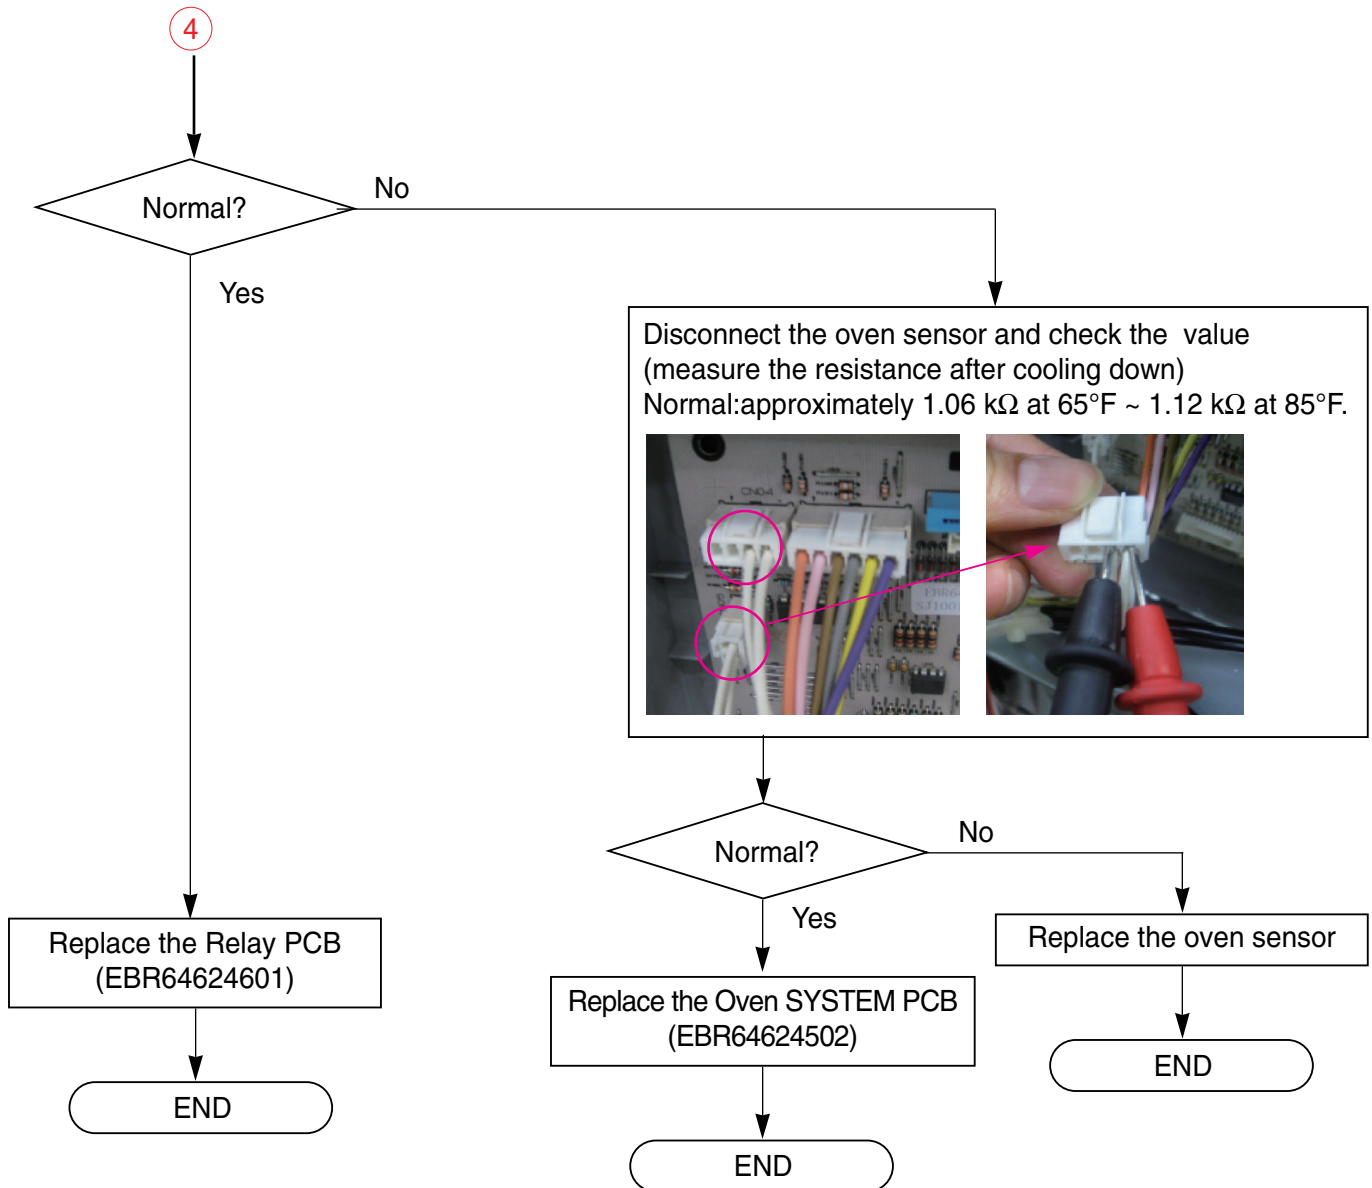 4
Normal?
No
Yes
Disconnect the oven sensor and check the value
(measure the resistance after cooling down)
Normal:approximately 1.06 kΩ at 65°F ~ 1.12 kΩ at 85°F.
CN04
Normal?
No
Yes
Replace the Relay PCB
(EBR64624601)
Replace the oven sensor
Replace the Oven SYSTEM PCB
(EBR64624502)
END
END
END